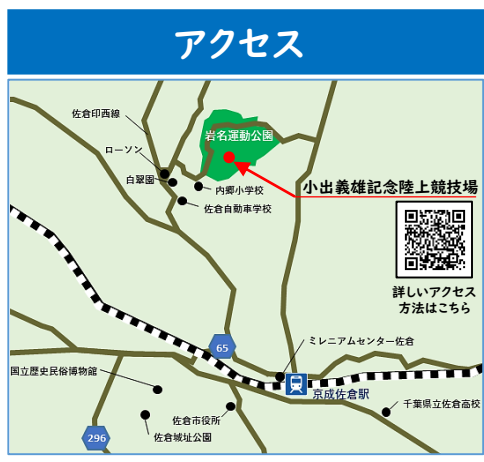 アクセス
佐倉印西線
岩名運動公園
ローソン
白翠園
内郷小学校
佐倉自動車学校
小出義雄記念陸上競技場
詳しいアクセス
方法はこちら
65
ミレニアムセンター佐倉
国立歴史民俗博物館
京成佐倉駅
佐倉市役所
千葉県立佐倉高校
296
佐倉城址公園